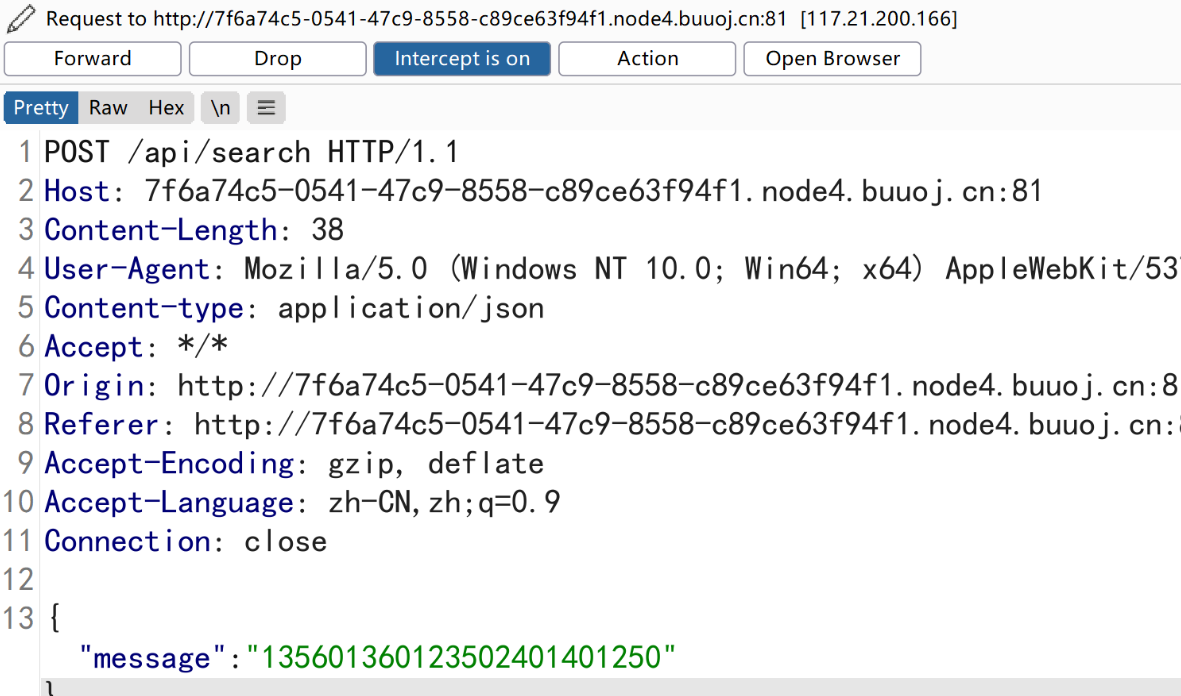 Request to http://7f6a74c5-0541-47c9-8558-c89ce63f94f1.node4.buuoj.cn:81 [117.21.200.166]
Forward Drop Intercept is on Action Open Browser
Pretty Raw Hex \n
1 POST /api/search HTTP/1.1
2 Host: 7f6a74c5-0541-47c9-8558-c89ce63f94f1.node4.buuoj.cn:81
3 Content-Length: 38
4 User-Agent: Mozilla/5.0 (Windows NT 10.0; Win64; x64) AppleWebKit/53
5 Content-type: application/json
6 Accept: */*
7 Origin: http://7f6a74c5-0541-47c9-8558-c89ce63f94f1.node4.buuoj.cn:8
8 Referer: http://7f6a74c5-0541-47c9-8558-c89ce63f94f1.node4.buuoj.cn:
9 Accept-Encoding: gzip, deflate
10 Accept-Language: zh-CN,zh;q=0.9
11 Connection: close
12
13 {
"message":"135601360123502401401250"
}